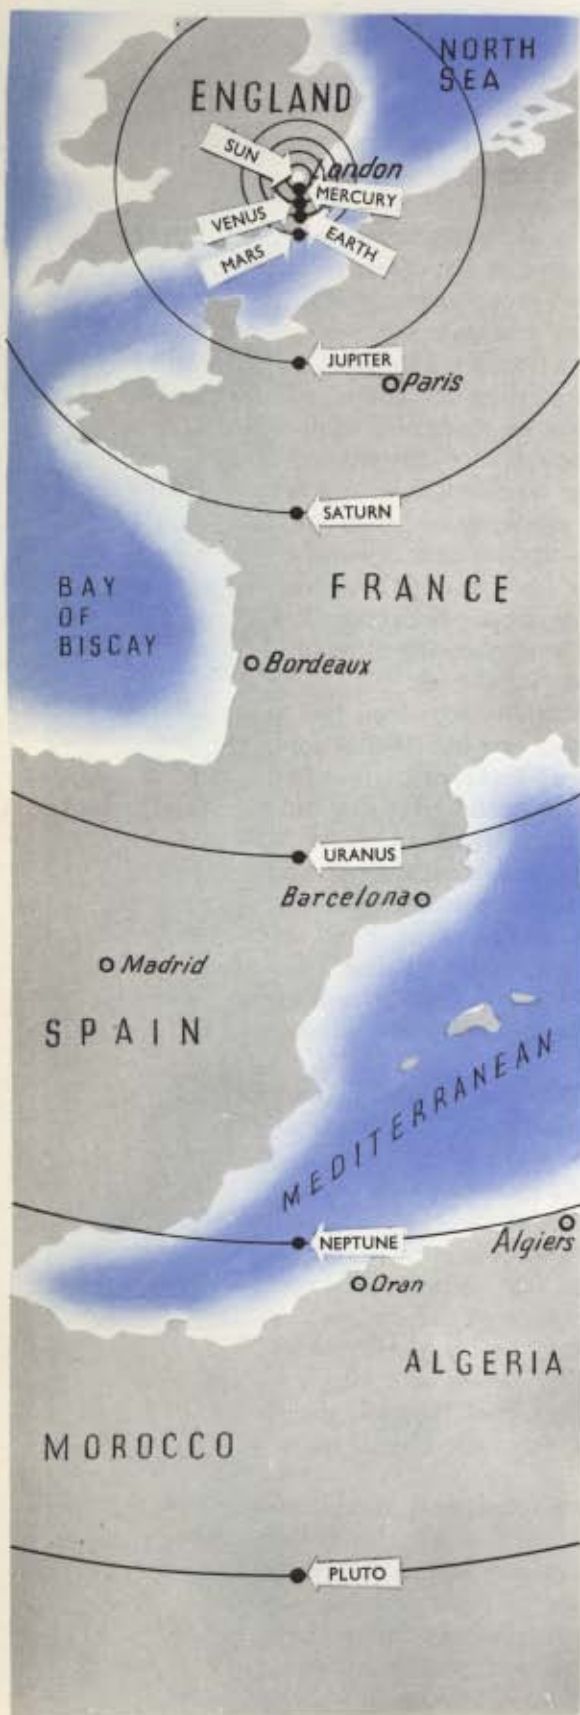 NORTH
SEA
ENGLAND
SUN
London
MERCURY
VENUS
EARTH
MARS
JUPITER
Paris
SATURN
BAY
OF
BISCAY
FRANCE
Bordeaux
URANUS
Barcelona
Madrid
SPAIN
MEDITERRANEAN
NEPTUNE
Algiers
Oran
ALGERIA
MOROCCO
PLUTO